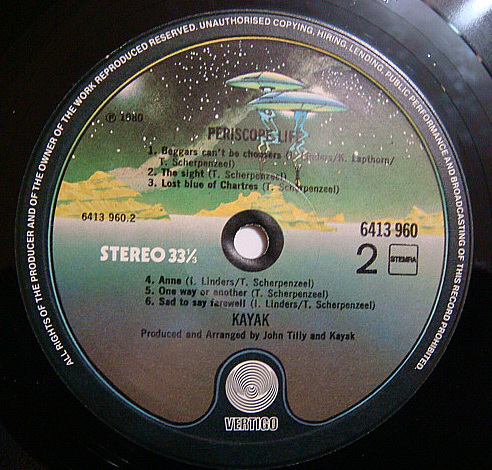 ALL RIGHTS OF THE PRODUCER AND OF THE OWNER OF THE WORK REPRODUCED RESERVED. UNAUTHORISED COPYING, HIRING, LENDING, PUBLIC PERFORMANCE AND BROADCASTING OF THIS RECORD PROHIBITED.
℗ 1980
PERISCOPE LIFE
1. Beggars can't be choosers (I. Linders/K. Lapthorn/
T. Scherpenzeel)
2. The sight (T. Scherpenzeel)
3. Lost blue of Chartres (T. Scherpenzeel)
6413 960.2
6413 960
STEREO 33⅓
2
STEMRA
4. Anne (I. Linders/T. Scherpenzeel)
5. One way or another (T. Scherpenzeel)
6. Sad to say farewell (I. Linders/T. Scherpenzeel)
KAYAK
Produced and Arranged by John Tilly and Kayak
VERTIGO